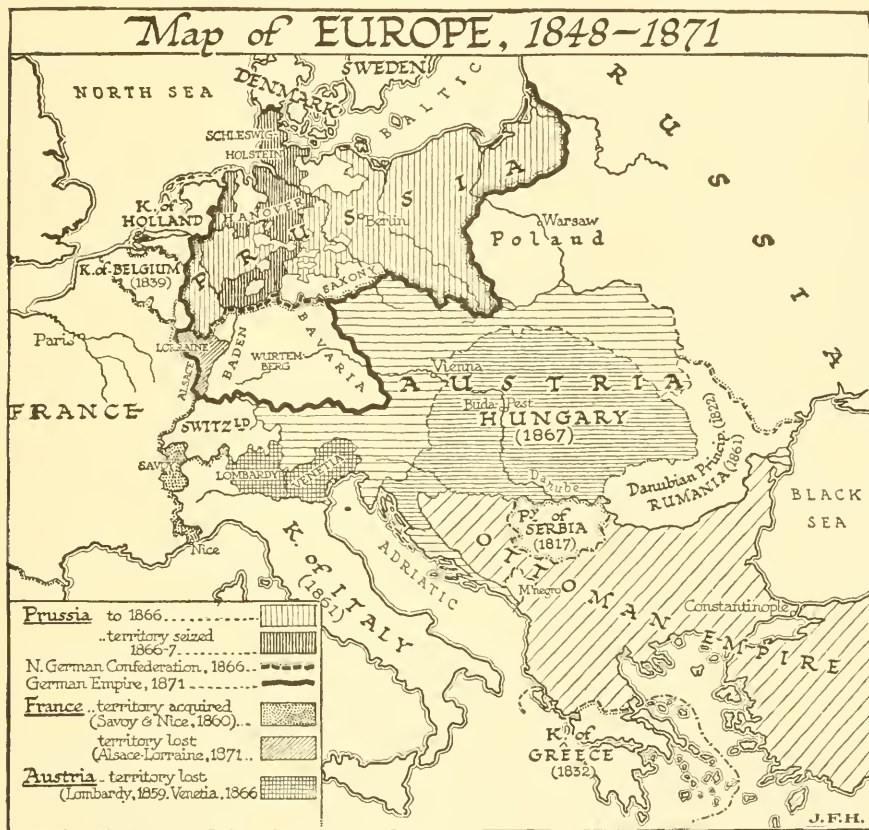 Map of EUROPE, 1848–1871
NORTH SEA
DENMARK
SWEDEN
BALTIC
RUSSIA
SCHLESWIG-
HOLSTEIN
K. of
HOLLAND
HANOVER
PRUSSIA
Berlin
Warsaw
Poland
K. of BELGIUM
(1839)
SAXONY
Paris
LORRAINE
ALSACE
BADEN
WURTEM-
BERG
BAVARIA
Vienna
AUSTRIA
Buda-Pest
HUNGARY
(1867)
FRANCE
SWITZLD
SAVOY
LOMBARDY
VENETIA
Danube
Danubian Princip. (1822)
RUMANIA (1861)
BLACK
SEA
Py. of
SERBIA
(1817)
Nice
K. of ITALY
(1861)
ADRIATIC
M'negro
OTTOMAN EMPIRE
Constantinople
K. of
GREECE
(1832)
Prussia to 1866
..territory seized
1866-7
N. German Confederation, 1866..
German Empire, 1871
France ..territory acquired
(Savoy & Nice, 1860)..
territory lost
(Alsace-Lorraine, 1871..
Austria .. territory lost
(Lombardy, 1859. Venetia, 1866
J.F.H.